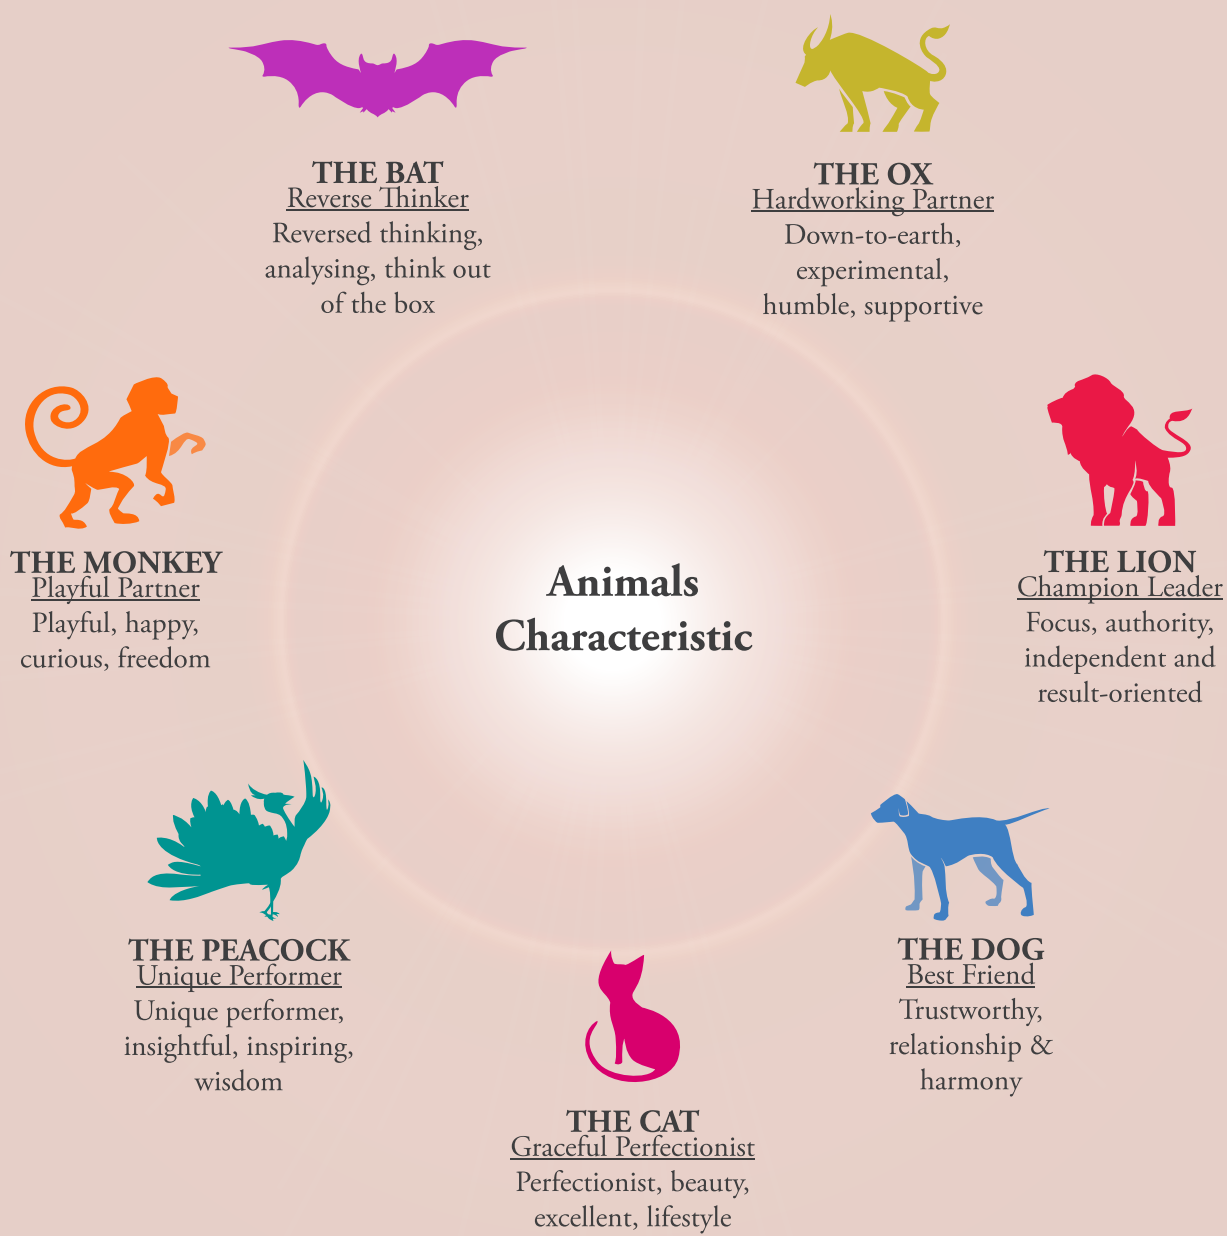 THE BAT
Reverse Thinker
Reversed thinking,
analysing, think out
of the box
THE OX
Hardworking Partner
Down-to-earth,
experimental,
humble, supportive
THE MONKEY
Playful Partner
Playful, happy,
curious, freedom
Animals
Characteristic
THE LION
Champion Leader
Focus, authority,
independent and
result-oriented
THE PEACOCK
Unique Performer
Unique performer,
insightful, inspiring,
wisdom
THE DOG
Best Friend
Trustworthy,
relationship &
harmony
THE CAT
Graceful Perfectionist
Perfectionist, beauty,
excellent, lifestyle